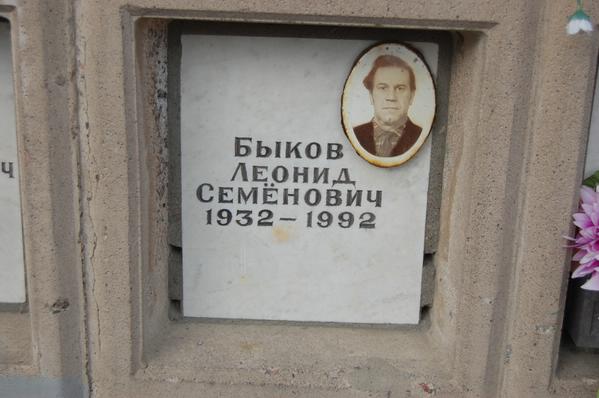 Быков
Леонид
Семёнович
1932 – 1992
ч